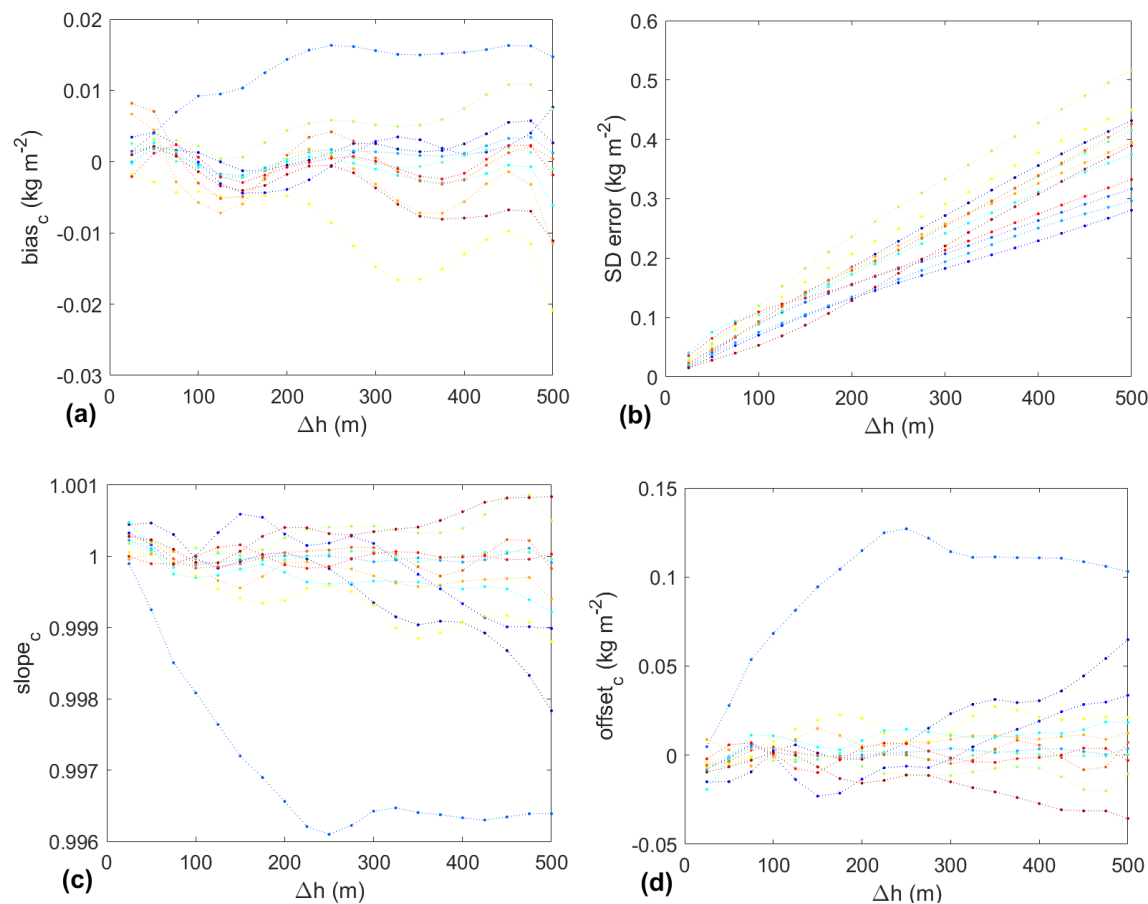 0.02
0.01
0
-0.01
-0.02
-0.03
bias_c (kg m^-2)
0 100 200 300 400 500
Δh (m)
(a)
0.6
0.5
0.4
0.3
0.2
0.1
0
SD error (kg m^-2)
0 100 200 300 400 500
Δh (m)
(b)
1.001
1
0.999
0.998
0.997
0.996
slope_c
0 100 200 300 400 500
Δh (m)
(c)
0.15
0.1
0.05
0
-0.05
offset_c (kg m^-2)
0 100 200 300 400 500
Δh (m)
(d)